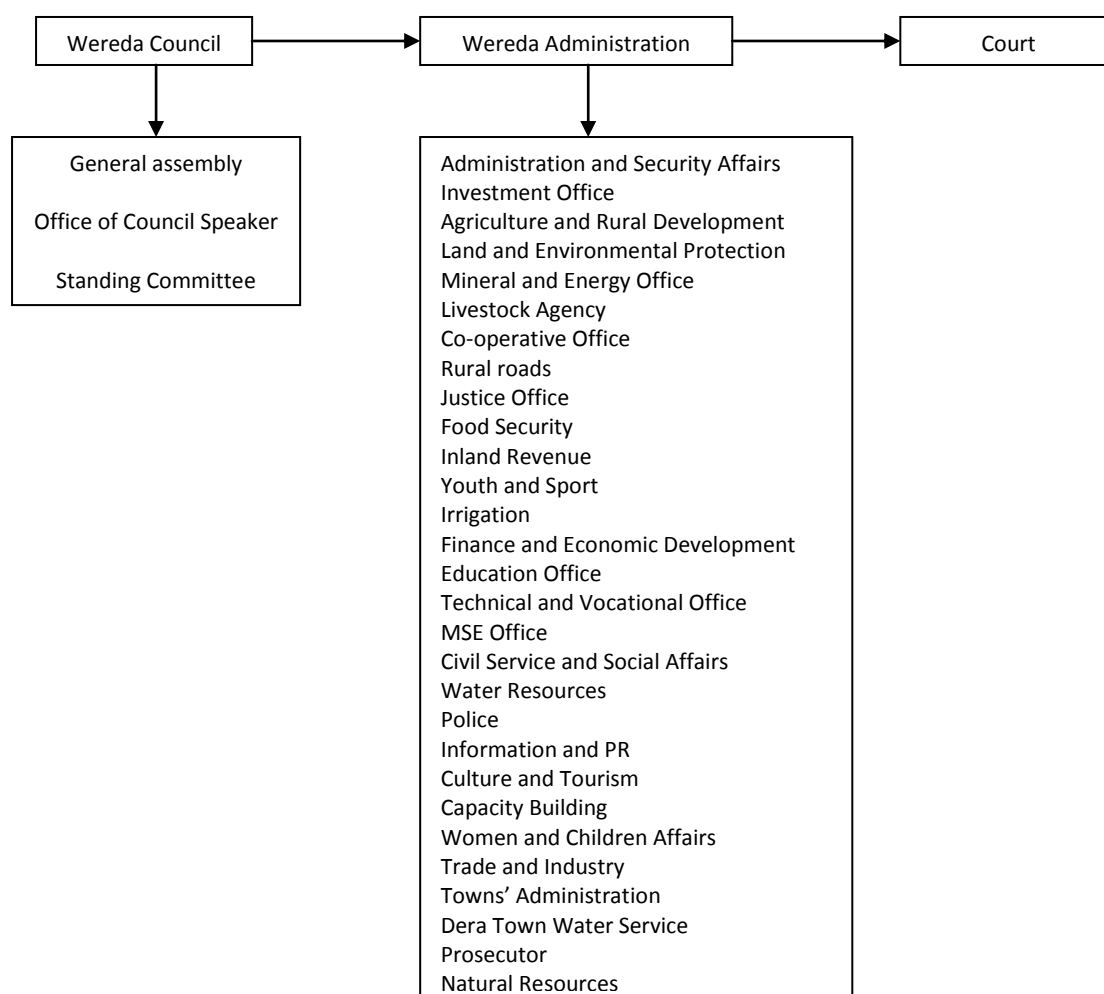 Wereda Council
Wereda Administration
Court
General assembly
Office of Council Speaker
Standing Committee
Administration and Security Affairs
Investment Office
Agriculture and Rural Development
Land and Environmental Protection
Mineral and Energy Office
Livestock Agency
Co-operative Office
Rural roads
Justice Office
Food Security
Inland Revenue
Youth and Sport
Irrigation
Finance and Economic Development
Education Office
Technical and Vocational Office
MSE Office
Civil Service and Social Affairs
Water Resources
Police
Information and PR
Culture and Tourism
Capacity Building
Women and Children Affairs
Trade and Industry
Towns’ Administration
Dera Town Water Service
Prosecutor
Natural Resources